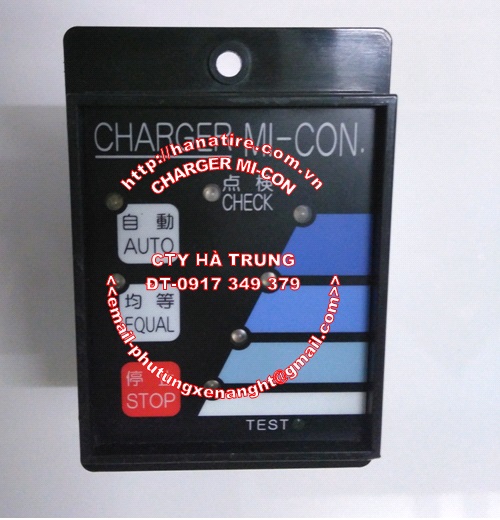 CHARGER MI-CON.
http://hanatire.com.vn
CHARGER MI-CON
点検
CHECK
自動
AUTO
CTY HÀ TRUNG
ĐT-0917 349 379
均等
EQUAL
<<email-phutungxenanght@gmail.com>>
停止
STOP
TEST